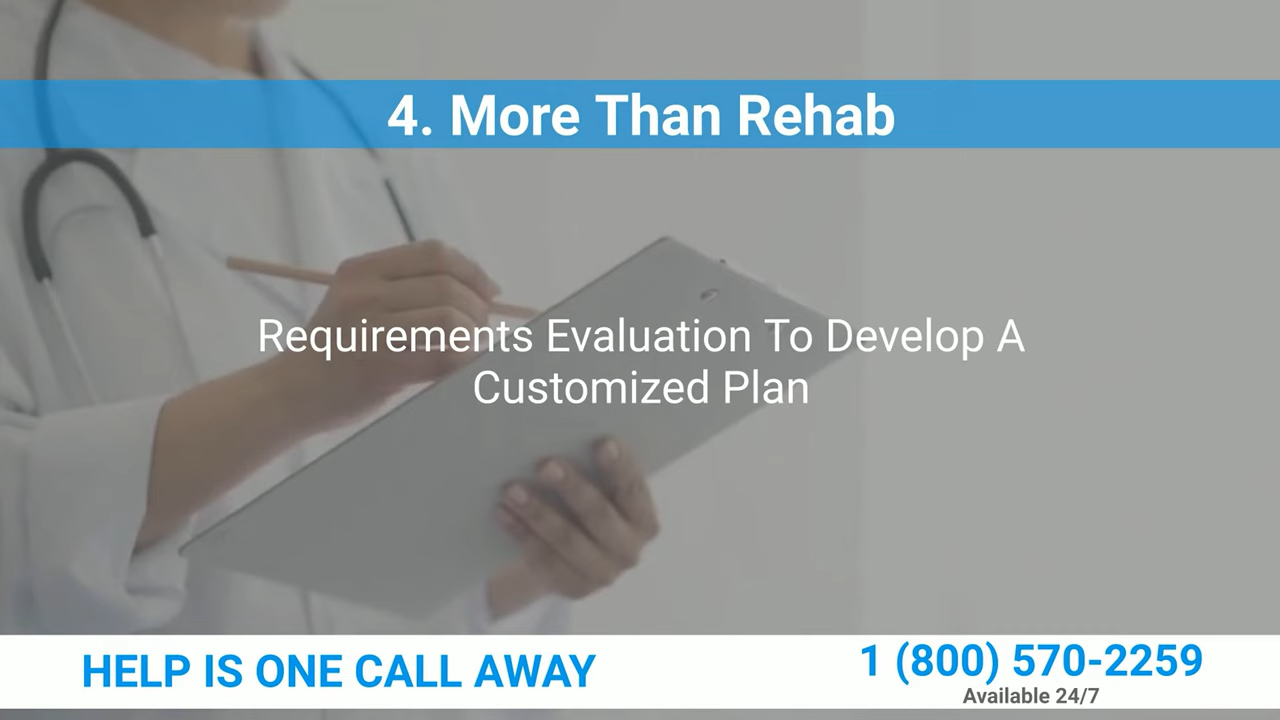 4. More Than Rehab
Requirements Evaluation To Develop A
Customized Plan
HELP IS ONE CALL AWAY
1 (800) 570-2259
Available 24/7